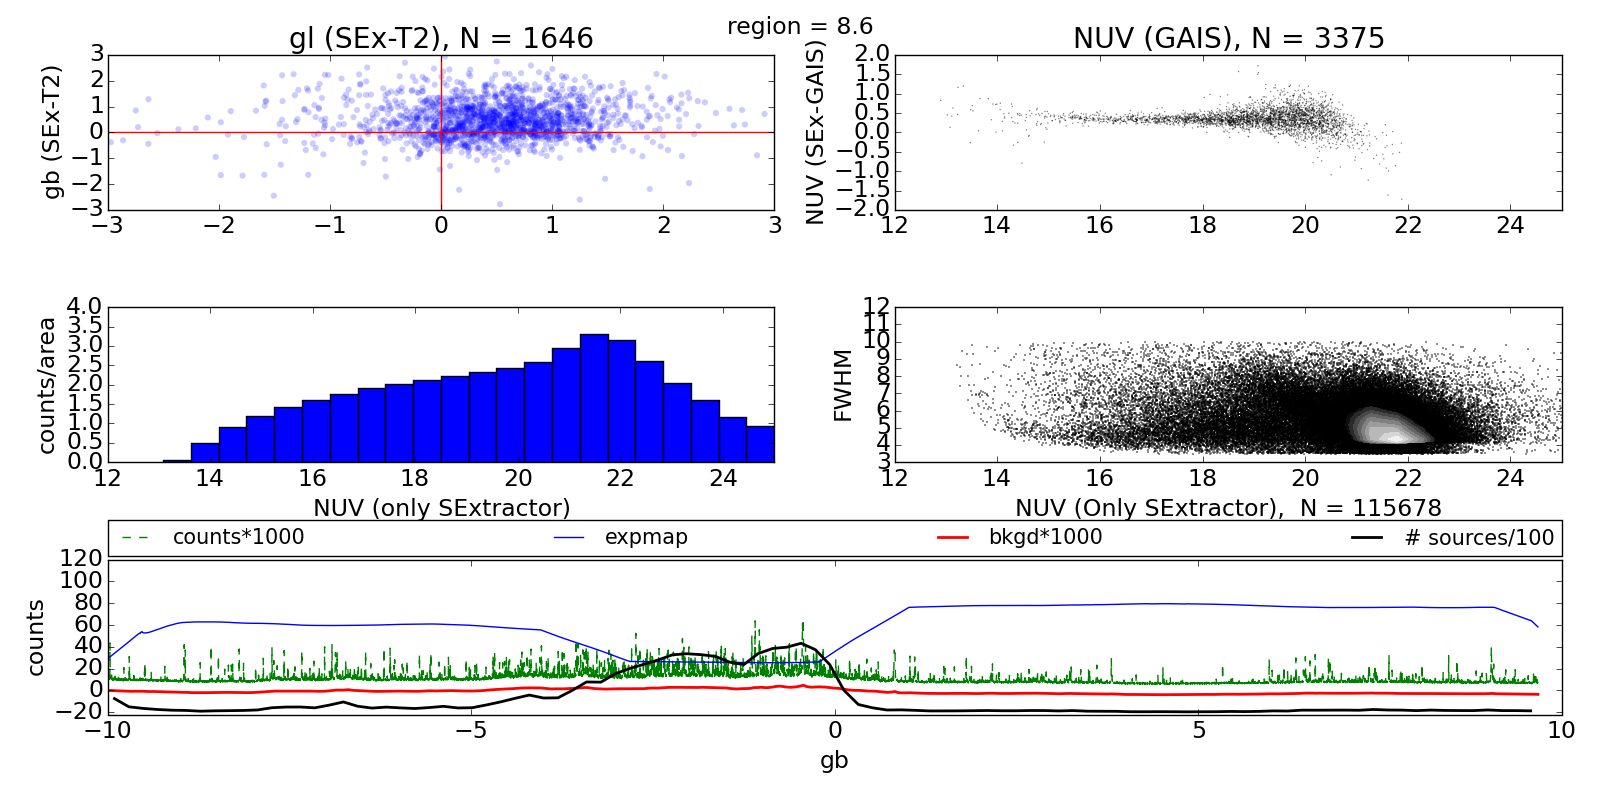 region = 8.6
gl (SEx-T2), N = 1646
gb (SEx-T2)
3
2
1
0
−1
−2
−3
−3 −2 −1 0 1 2 3
NUV (GAIS), N = 3375
NUV (SEx-GAIS)
2.0
1.5
1.0
0.5
0.0
−0.5
−1.0
−1.5
−2.0
12 14 16 18 20 22 24
counts/area
4.0
3.5
3.0
2.5
2.0
1.5
1.0
0.5
0.0
12 14 16 18 20 22 24
NUV (only SExtractor)
FWHM
12
11
10
9
8
7
6
5
4
3
12 14 16 18 20 22 24
NUV (Only SExtractor), N = 115678
counts*1000 expmap bkgd*1000 # sources/100
counts
120
100
80
60
40
20
0
−20
−10 −5 0 5 10
gb